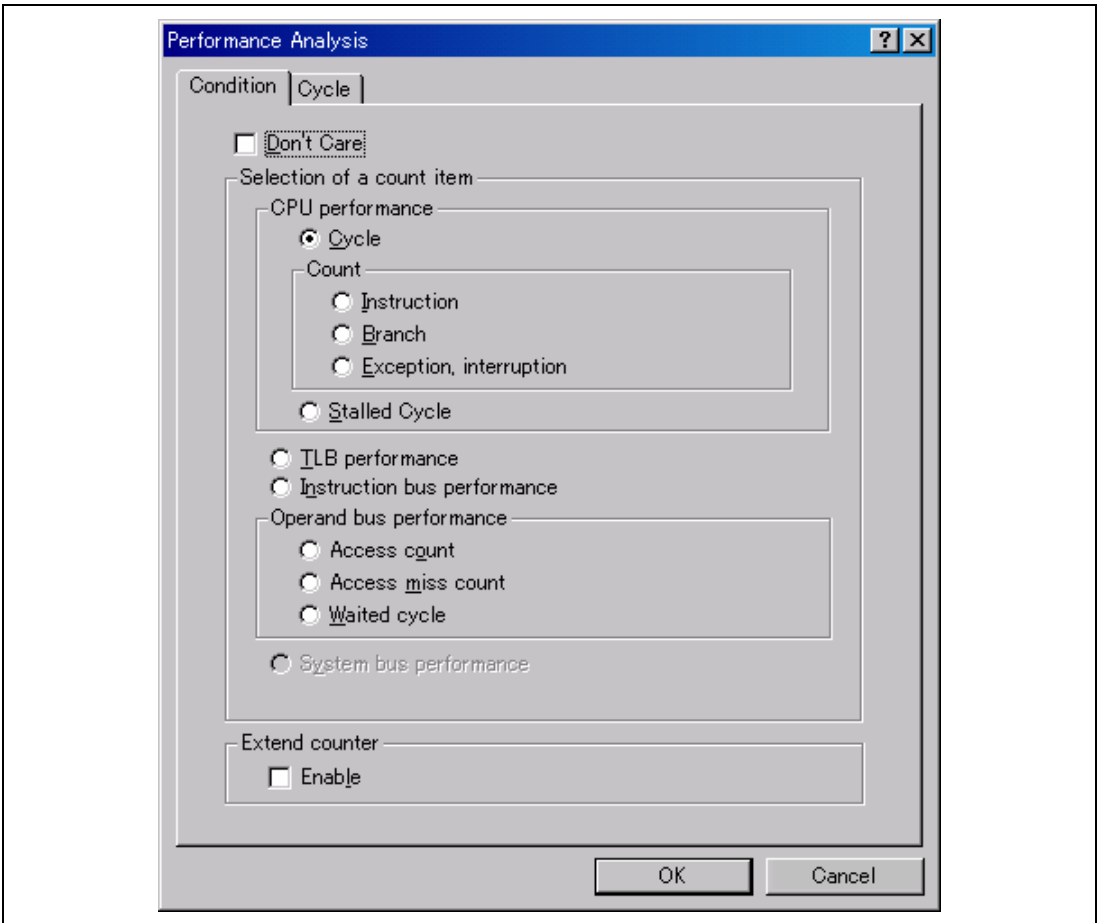 Performance Analysis
Condition Cycle
Don't Care
Selection of a count item
CPU performance
Cycle
Count
Instruction
Branch
Exception, interruption
Stalled Cycle
TLB performance
Instruction bus performance
Operand bus performance
Access count
Access miss count
Waited cycle
System bus performance
Extend counter
Enable
OK Cancel